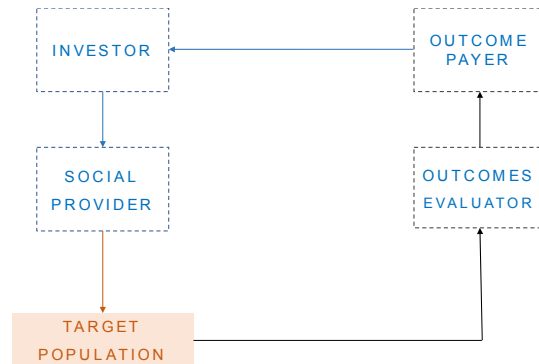 INVESTOR
OUTCOME
PAYER
SOCIAL
PROVIDER
OUTCOMES
EVALUATOR
TARGET
POPULATION